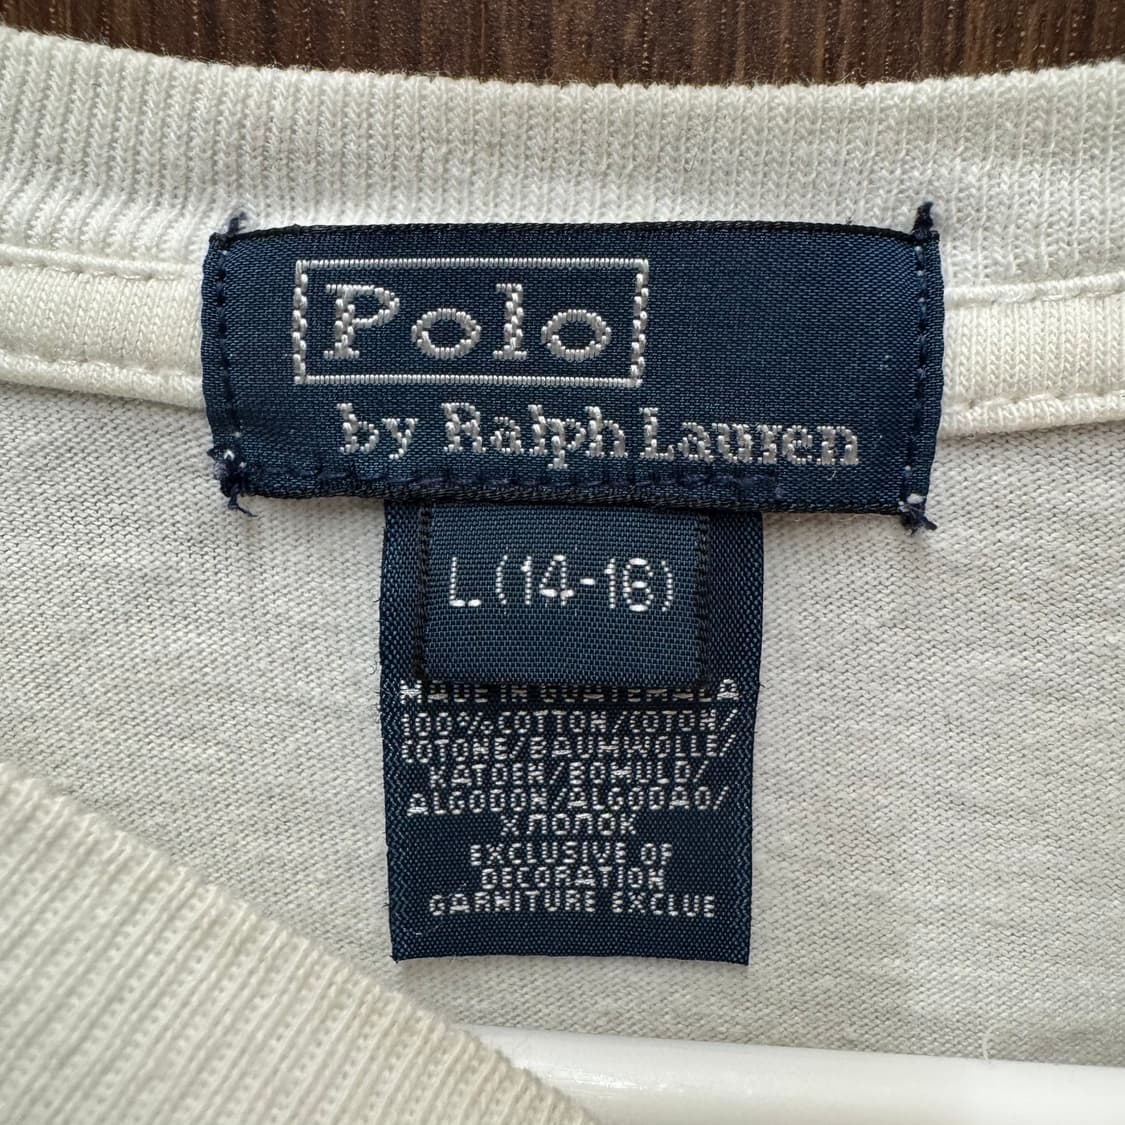 Polo
by Ralph Lauren
L (14-16)
MADE IN GUATEMALA
100% COTTON/COTON/
COTONE/BAUMWOLLE/
KATOEN/BOMULD/
ALGODON/ALGODAO/
ХЛОПОК
EXCLUSIVE OF
DECORATION
GARNITURE EXCLUE